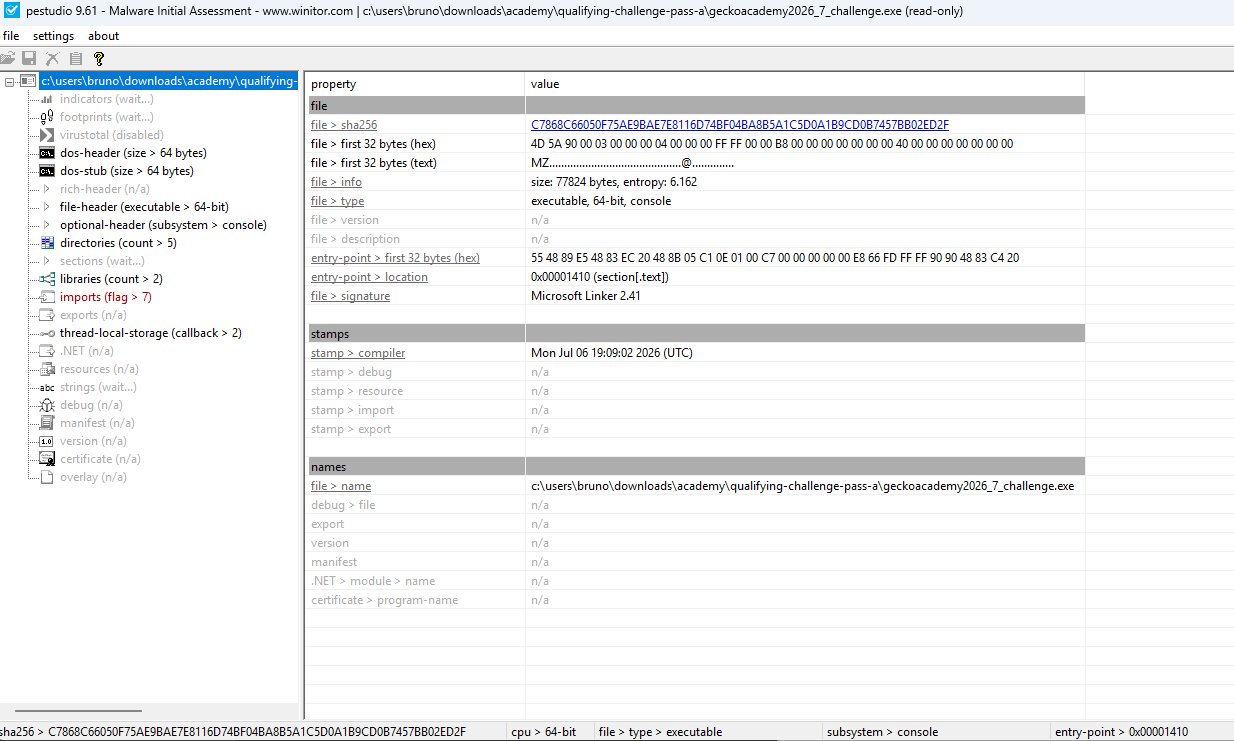 pestudio 9.61 - Malware Initial Assessment - www.winitor.com | c:\users\bruno\downloads\academy\qualifying-challenge-pass-a\geckoacademy2026_7_challenge.exe (read-only)
file settings about
c:\users\bruno\downloads\academy\qualifying-
indicators (wait...)
footprints (wait...)
virustotal (disabled)
dos-header (size > 64 bytes)
dos-stub (size > 64 bytes)
rich-header (n/a)
file-header (executable > 64-bit)
optional-header (subsystem > console)
directories (count > 5)
sections (wait...)
libraries (count > 2)
imports (flag > 7)
exports (n/a)
thread-local-storage (callback > 2)
.NET (n/a)
resources (n/a)
abc strings (wait...)
debug (n/a)
manifest (n/a)
1.0 version (n/a)
certificate (n/a)
overlay (n/a)
property value
file
file > sha256 C7868C66050F75AE9BAE7E8116D74BF04BA8B5A1C5D0A1B9CD0B7457BB02ED2F
file > first 32 bytes (hex) 4D 5A 90 00 03 00 00 00 04 00 00 00 FF FF 00 00 B8 00 00 00 00 00 00 00 40 00 00 00 00 00 00 00
file > first 32 bytes (text) MZ..............................................@..............
file > info size: 77824 bytes, entropy: 6.162
file > type executable, 64-bit, console
file > version n/a
file > description n/a
entry-point > first 32 bytes (hex) 55 48 89 E5 48 83 EC 20 48 8B 05 C1 0E 01 00 C7 00 00 00 00 00 E8 66 FD FF FF 90 90 48 83 C4 20
entry-point > location 0x00001410 (section[.text])
file > signature Microsoft Linker 2.41
stamps
stamp > compiler Mon Jul 06 19:09:02 2026 (UTC)
stamp > debug n/a
stamp > resource n/a
stamp > import n/a
stamp > export n/a
names
file > name c:\users\bruno\downloads\academy\qualifying-challenge-pass-a\geckoacademy2026_7_challenge.exe
debug > file n/a
export n/a
version n/a
manifest n/a
.NET > module > name n/a
certificate > program-name n/a
sha256 > C7868C66050F75AE9BAE7E8116D74BF04BA8B5A1C5D0A1B9CD0B7457BB02ED2F cpu > 64-bit file > type > executable subsystem > console entry-point > 0x00001410